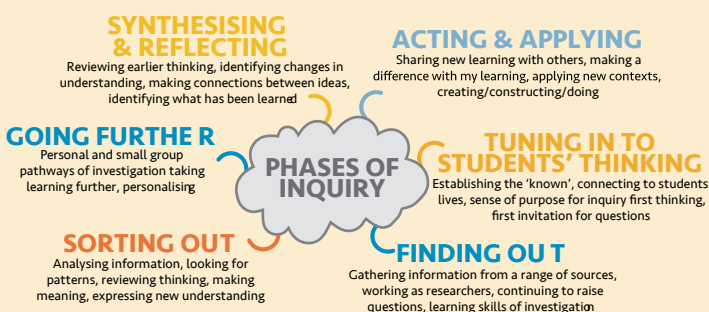 SYNTHESISING
& REFLECTING
Reviewing earlier thinking, identifying changes in
understanding, making connections between ideas,
identifying what has been learned
ACTING & APPLYING
Sharing new learning with others, making a
difference with my learning, applying new contexts,
creating/constructing/doing
GOING FURTHER
Personal and small group
pathways of investigation taking
learning further, personalising
PHASES OF
INQUIRY
TUNING IN TO
STUDENTS’ THINKING
Establishing the ‘known’, connecting to students
lives, sense of purpose for inquiry first thinking,
first invitation for questions
SORTING OUT
Analysing information, looking for
patterns, reviewing thinking, making
meaning, expressing new understanding
FINDING OUT
Gathering information from a range of sources,
working as researchers, continuing to raise
questions, learning skills of investigation